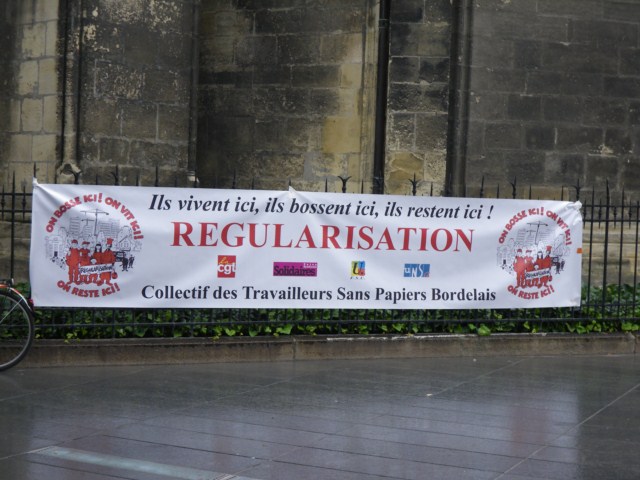 Ils vivent ici, ils bossent ici, ils restent ici !
ON BOSSE ICI ! ON VIT ICI !
REGULARISATION
ON BOSSE ICI ! ON VIT ICI !
cgt
Solidaires
UNS
ON RESTE ICI !
ON RESTE ICI !
Collectif des Travailleurs Sans Papiers Bordelais